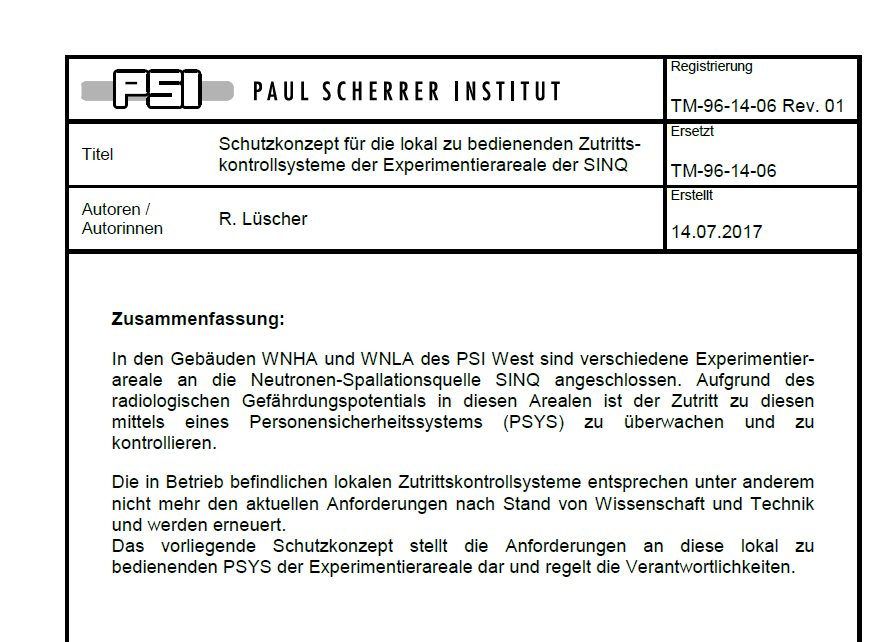 PSI PAUL SCHERRER INSTITUT
Registrierung
TM-96-14-06 Rev. 01
Titel
Schutzkonzept für die lokal zu bedienenden Zutritts-
kontrollsysteme der Experimentierareale der SINQ
Ersetzt
TM-96-14-06
Autoren /
Autorinnen
R. Lüscher
Erstellt
14.07.2017
Zusammenfassung:
In den Gebäuden WNHA und WNLA des PSI West sind verschiedene Experimentier-
areale an die Neutronen-Spallationsquelle SINQ angeschlossen. Aufgrund des
radiologischen Gefährdungspotentials in diesen Arealen ist der Zutritt zu diesen
mittels eines Personensicherheitssystems (PSYS) zu überwachen und zu
kontrollieren.
Die in Betrieb befindlichen lokalen Zutrittskontrollsysteme entsprechen unter anderem
nicht mehr den aktuellen Anforderungen nach Stand von Wissenschaft und Technik
und werden erneuert.
Das vorliegende Schutzkonzept stellt die Anforderungen an diese lokal zu
bedienenden PSYS der Experimentierareale dar und regelt die Verantwortlichkeiten.